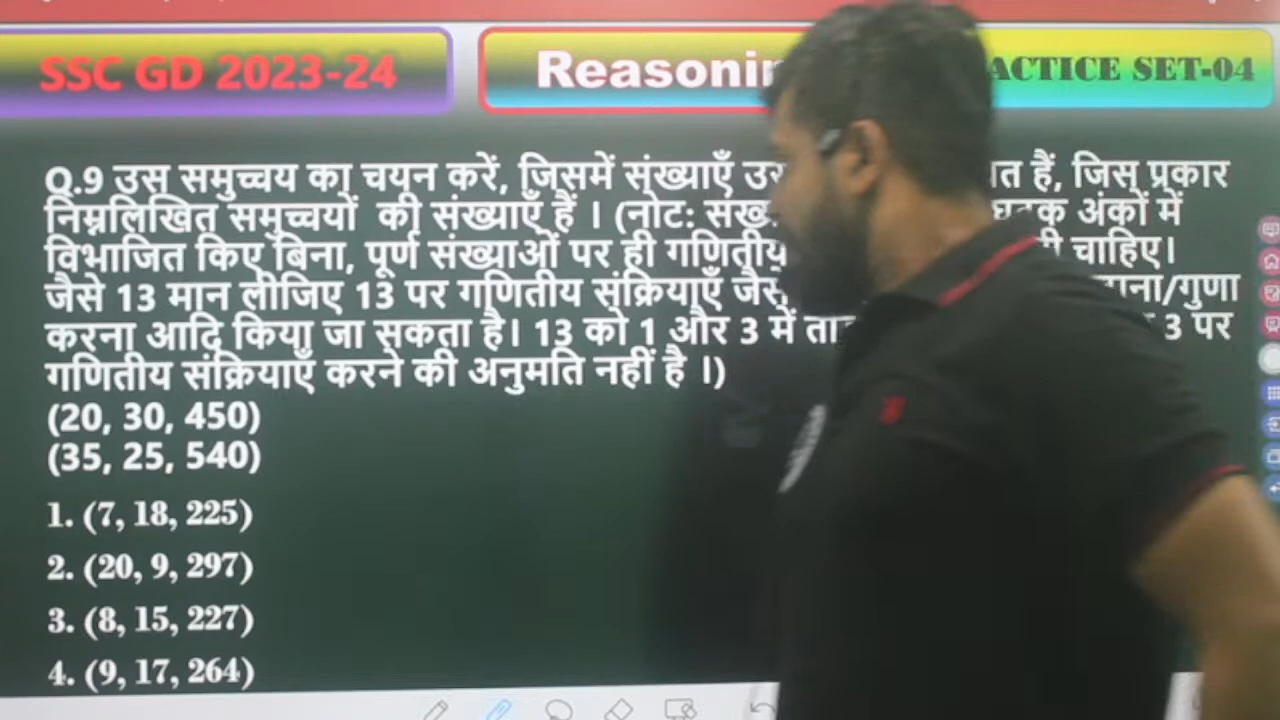 SSC GD 2023-24
Reasonin
ACTICE SET-04
Q.9 उस समुच्चय का चयन करें, जिसमें संख्याएँ उस त हैं, जिस प्रकार
निम्नलिखित समुच्चयों की संख्याएँ हैं । (नोट: संख्य घटक अंकों में
विभाजित किए बिना, पूर्ण संख्याओं पर ही गणितीय चाहिए।
जैसे 13 मान लीजिए 13 पर गणितीय संक्रियाएँ जैसे /गुणा
करना आदि किया जा सकता है। 13 को 1 और 3 में 3 पर
गणितीय संक्रियाएँ करने की अनुमति नहीं है ।)
(20, 30, 450)
(35, 25, 540)
1. (7, 18, 225)
2. (20, 9, 297)
3. (8, 15, 227)
4. (9, 17, 264)